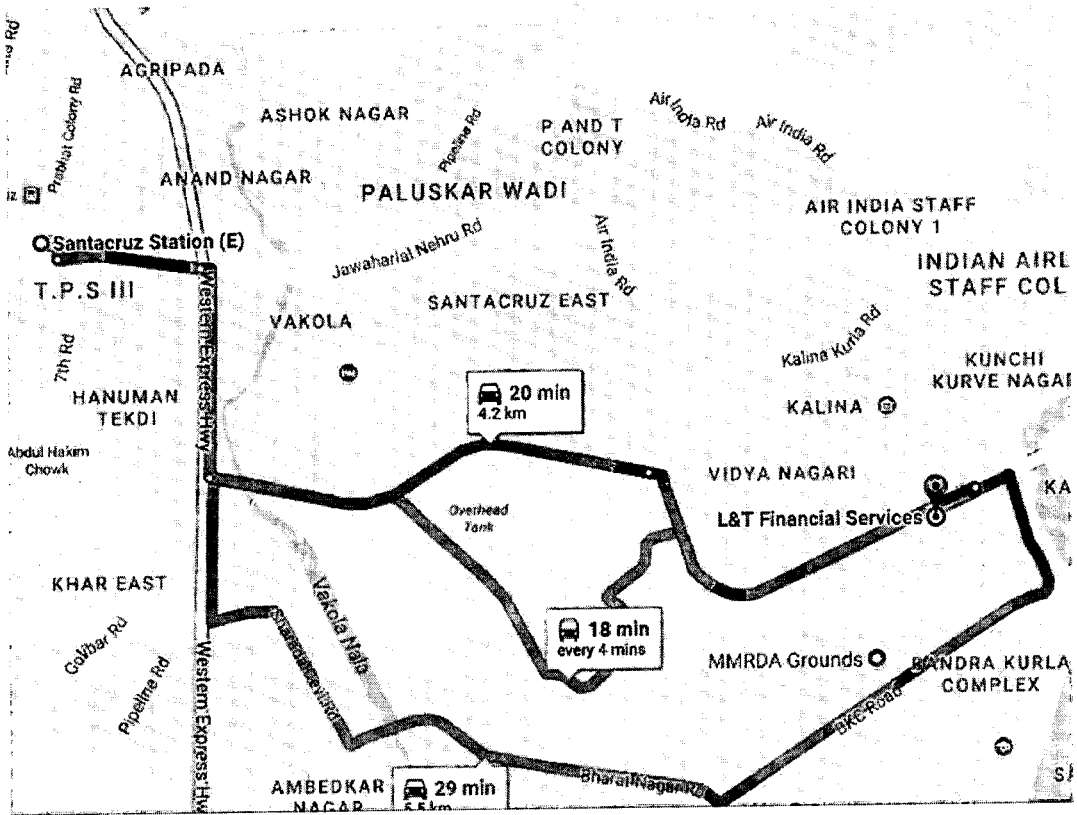 AGRIPADA
Prabhat Colony Rd
ASHOK NAGAR
Pipeline Rd
P AND T
COLONY
Air India Rd
Air India Rd
ANAND NAGAR
PALUSKAR WADI
AIR INDIA STAFF
COLONY 1
Santacruz Station (E)
Jawaharlal Nehru Rd
Air India Rd
INDIAN AIRL
STAFF COL
T.P.S III
Western Express Hwy
SANTACRUZ EAST
VAKOLA
7th Rd
Kalina Kurla Rd
KUNCHI
KURVE NAGAR
HANUMAN
TEKDI
20 min
4.2 km
KALINA
Abdul Hakim
Chowk
VIDYA NAGARI
KA
Overhead
Tank
L&T Financial Services
KHAR EAST
Vakola Nala
Golibar Rd
18 min
every 4 mins
Pipeline Rd
Western Express Hw
MMRDA Grounds
BANDRA KURLA
COMPLEX
BKC Road
AMBEDKAR
NAGAR
29 min
5.5 km
Bharat Nagar Rd